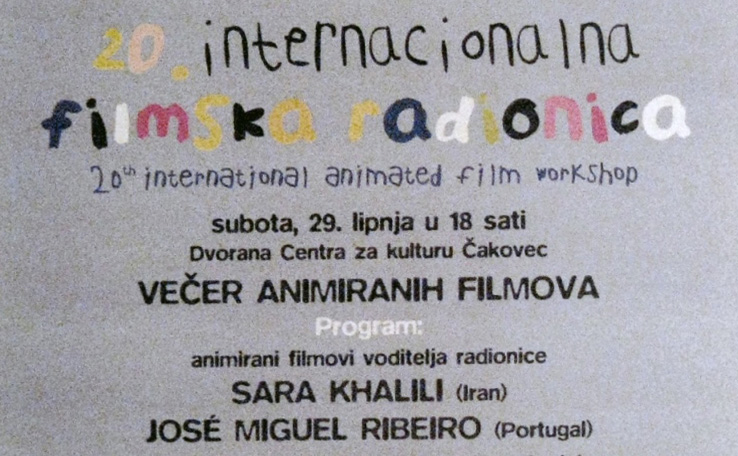 20. internacionalna
filmska radionica
20th international animated film workshop
subota, 29. lipnja u 18 sati
Dvorana Centra za kulturu Čakovec
VEČER ANIMIRANIH FILMOVA
Program:
animirani filmovi voditelja radionice
SARA KHALILI (Iran)
JOSÉ MIGUEL RIBEIRO (Portugal)